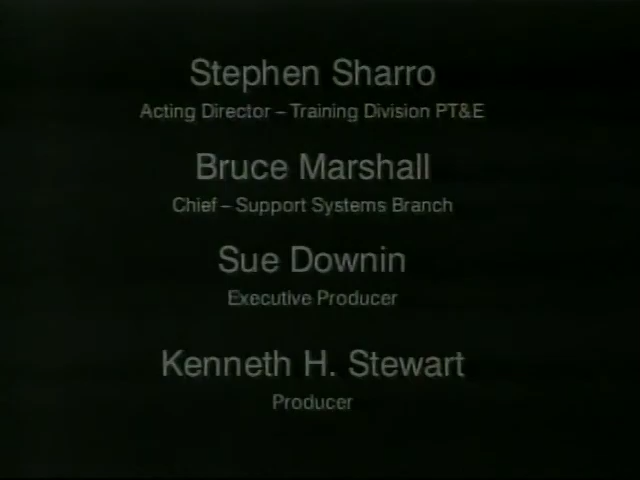 Stephen Sharro
Acting Director – Training Division PT&E
Bruce Marshall
Chief – Support Systems Branch
Sue Downin
Executive Producer
Kenneth H. Stewart
Producer